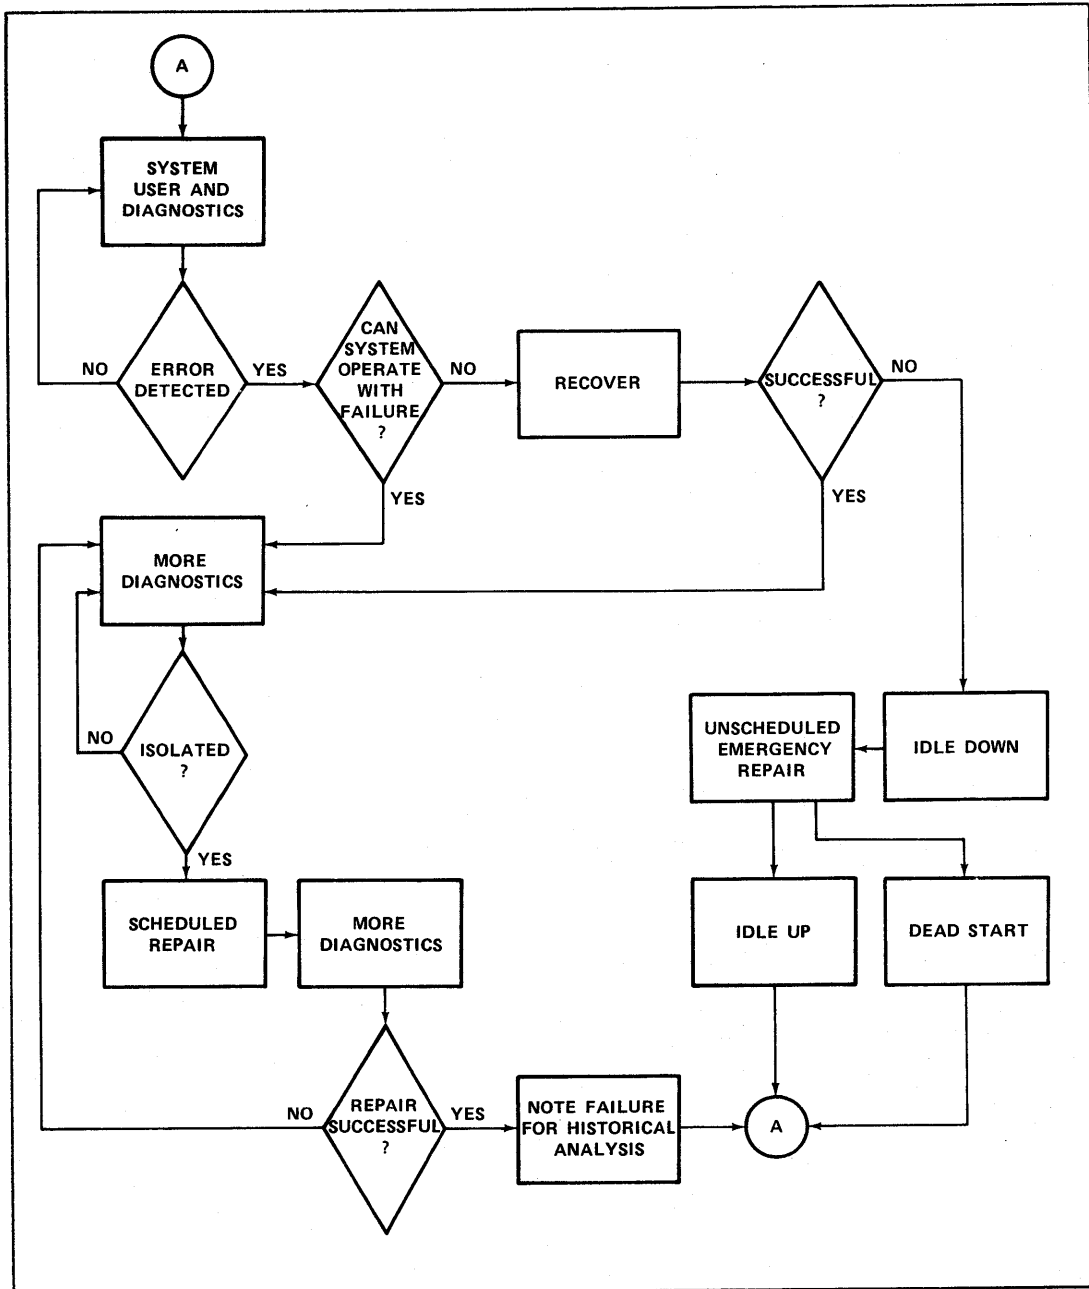 A
SYSTEM
USER AND
DIAGNOSTICS
NO
ERROR
DETECTED
YES
CAN
SYSTEM
OPERATE
WITH
FAILURE
?
NO
YES
RECOVER
SUCCESSFUL
?
NO
YES
MORE
DIAGNOSTICS
NO
ISOLATED
?
YES
UNSCHEDULED
EMERGENCY
REPAIR
IDLE DOWN
SCHEDULED
REPAIR
MORE
DIAGNOSTICS
IDLE UP
DEAD START
NO
REPAIR
SUCCESSFUL
?
YES
NOTE FAILURE
FOR HISTORICAL
ANALYSIS
A